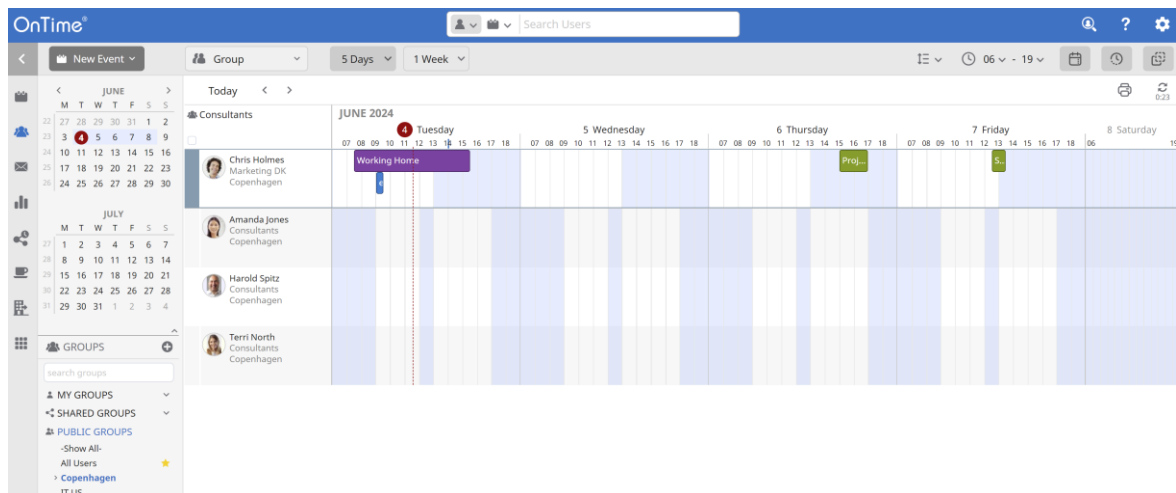 OnTime®
Search Users
New Event
Group
5 Days
1 Week
06 - 19
JUNE
M T W T F S S
22 27 28 29 30 31 1 2
23 3 4 5 6 7 8 9
24 10 11 12 13 14 15 16
25 17 18 19 20 21 22 23
26 24 25 26 27 28 29 30
JULY
M T W T F S S
27 1 2 3 4 5 6 7
28 8 9 10 11 12 13 14
29 15 16 17 18 19 20 21
30 22 23 24 25 26 27 28
31 29 30 31 1 2 3 4
GROUPS
search groups
MY GROUPS
SHARED GROUPS
PUBLIC GROUPS
-Show All-
All Users
Copenhagen
IT US
Today
0:23
Consultants
JUNE 2024
4 Tuesday
5 Wednesday
6 Thursday
7 Friday
8 Saturday
07 08 09 10 11 12 13 14 15 16 17 18
07 08 09 10 11 12 13 14 15 16 17 18
07 08 09 10 11 12 13 14 15 16 17 18
07 08 09 10 11 12 13 14 15 16 17 18
06 19
Chris Holmes
Marketing DK
Copenhagen
Working Home
Proj...
S..
Amanda Jones
Consultants
Copenhagen
Harold Spitz
Consultants
Copenhagen
Terri North
Consultants
Copenhagen